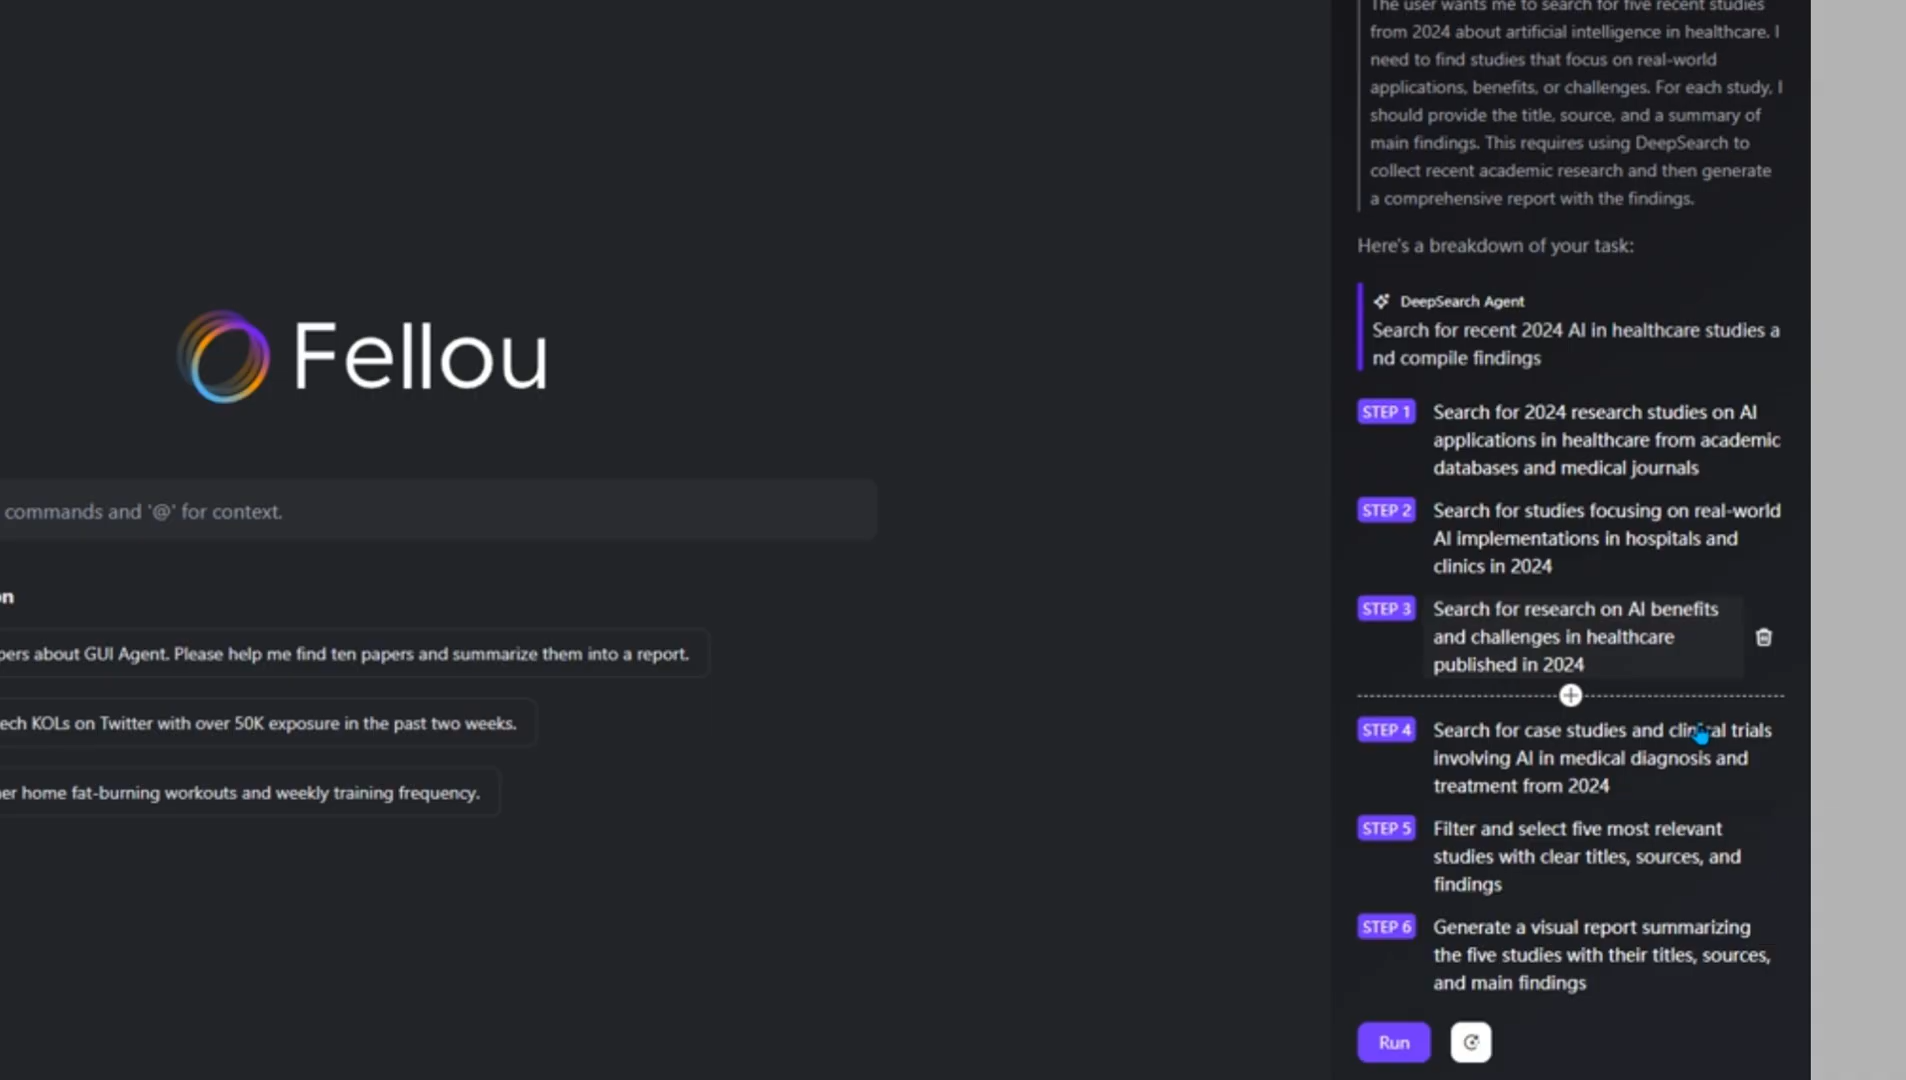 Fellou
commands and '@' for context.
on
pers about GUI Agent. Please help me find ten papers and summarize them into a report.
ech KOLs on Twitter with over 50K exposure in the past two weeks.
er home fat-burning workouts and weekly training frequency.
The user wants me to search for five recent studies
from 2024 about artificial intelligence in healthcare. I
need to find studies that focus on real-world
applications, benefits, or challenges. For each study, I
should provide the title, source, and a summary of
main findings. This requires using DeepSearch to
collect recent academic research and then generate
a comprehensive report with the findings.
Here's a breakdown of your task:
DeepSearch Agent
Search for recent 2024 AI in healthcare studies a
nd compile findings
STEP 1 Search for 2024 research studies on AI
applications in healthcare from academic
databases and medical journals
STEP 2 Search for studies focusing on real-world
AI implementations in hospitals and
clinics in 2024
STEP 3 Search for research on AI benefits
and challenges in healthcare
published in 2024
STEP 4 Search for case studies and clinical trials
involving AI in medical diagnosis and
treatment from 2024
STEP 5 Filter and select five most relevant
studies with clear titles, sources, and
findings
STEP 6 Generate a visual report summarizing
the five studies with their titles, sources,
and main findings
Run